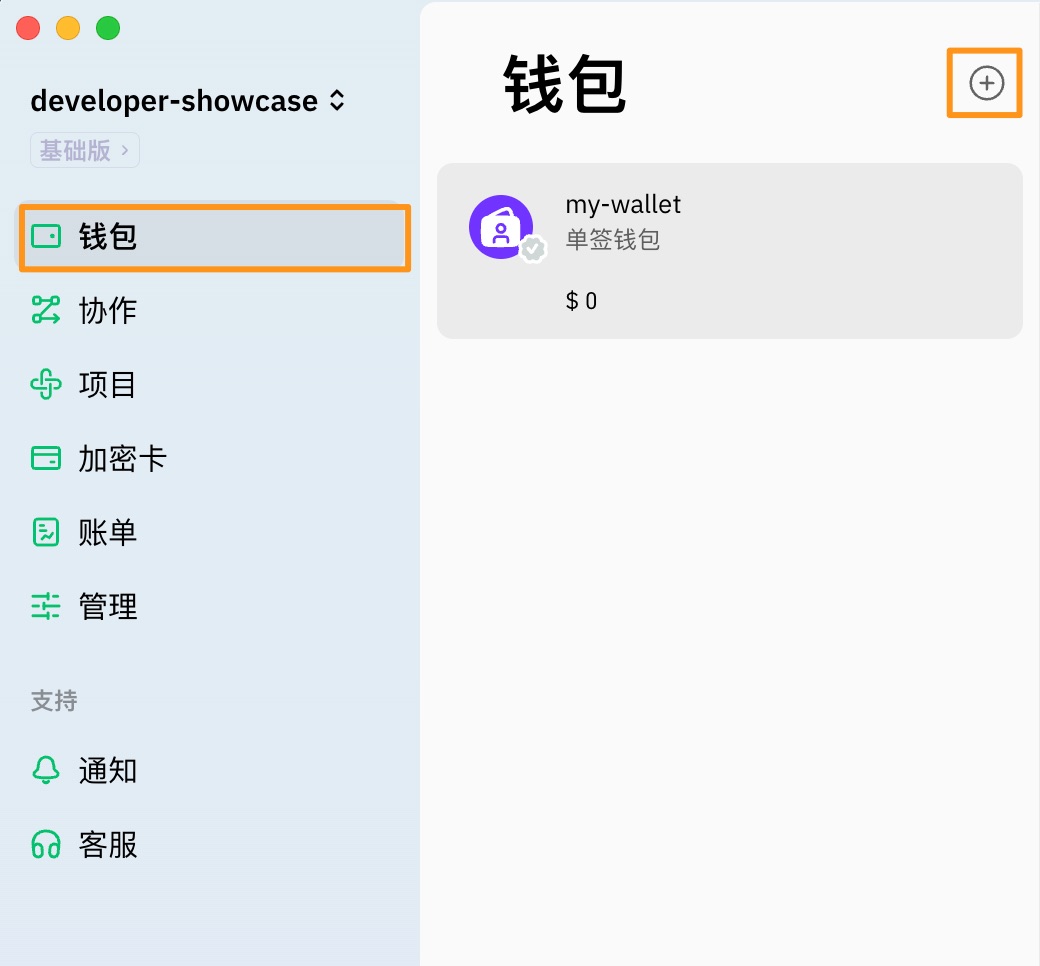 developer-showcase
基础版
钱包
协作
项目
加密卡
账单
管理
支持
通知
客服
钱包
my-wallet
单签钱包
$ 0